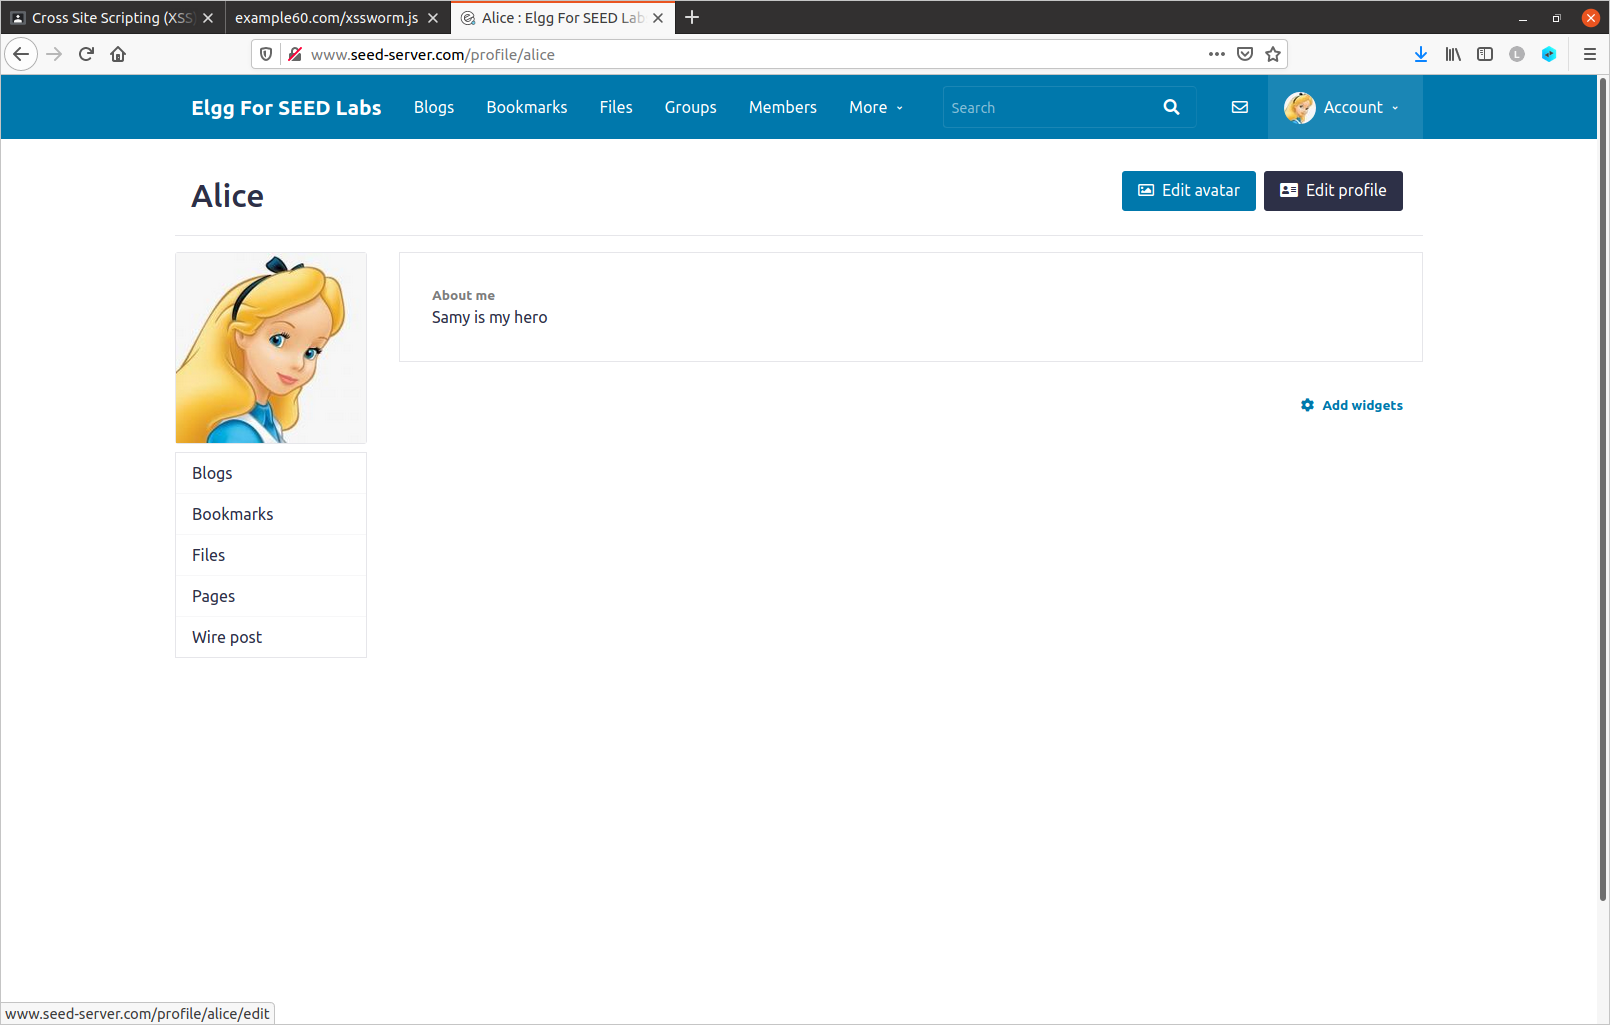 Cross Site Scripting (XSS)
example60.com/xssworm.js
Alice : Elgg For SEED Lab
www.seed-server.com/profile/alice
L
Elgg For SEED Labs
Blogs
Bookmarks
Files
Groups
Members
More
Search
Account
Alice
Edit avatar
Edit profile
About me
Samy is my hero
Add widgets
Blogs
Bookmarks
Files
Pages
Wire post
www.seed-server.com/profile/alice/edit